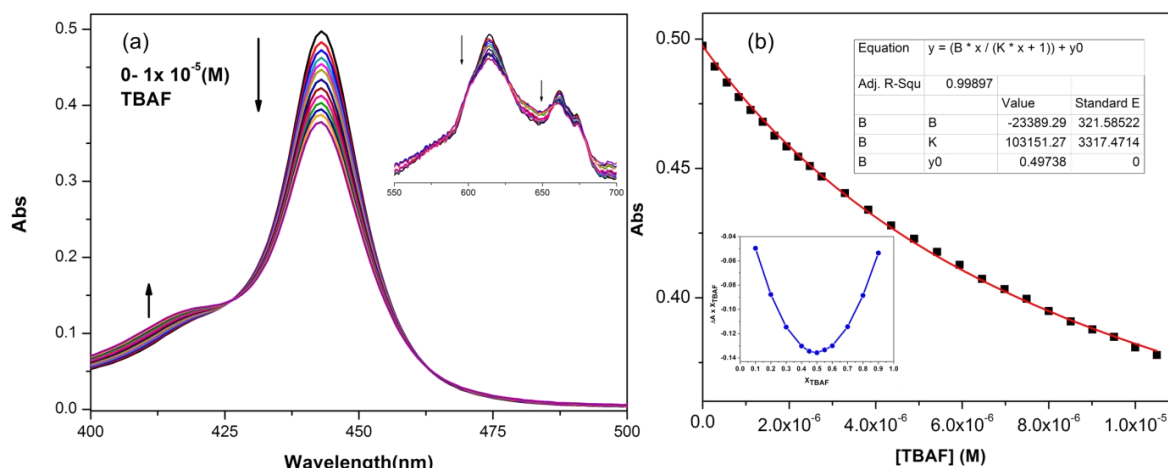 (a)
0- 1x 10⁻⁵(M)
TBAF
Abs
0.5
0.4
0.3
0.2
0.1
0.0
400
425
450
475
500
Wavelength(nm)
550
600
650
700
(b)
Equation y = (B * x / (K * x + 1)) + y0
Adj. R-Squ 0.99897
Value Standard E
B B -23389.29 321.58522
B K 103151.27 3317.4714
B y0 0.49738 0
Abs
0.50
0.45
0.40
0.0
2.0x10⁻⁶
4.0x10⁻⁶
6.0x10⁻⁶
8.0x10⁻⁶
1.0x10⁻⁵
[TBAF] (M)
ΔA x X_TBAF
-0.04
-0.06
-0.08
-0.10
-0.12
-0.14
0.0 0.1 0.2 0.3 0.4 0.5 0.6 0.7 0.8 0.9 1.0
X_TBAF